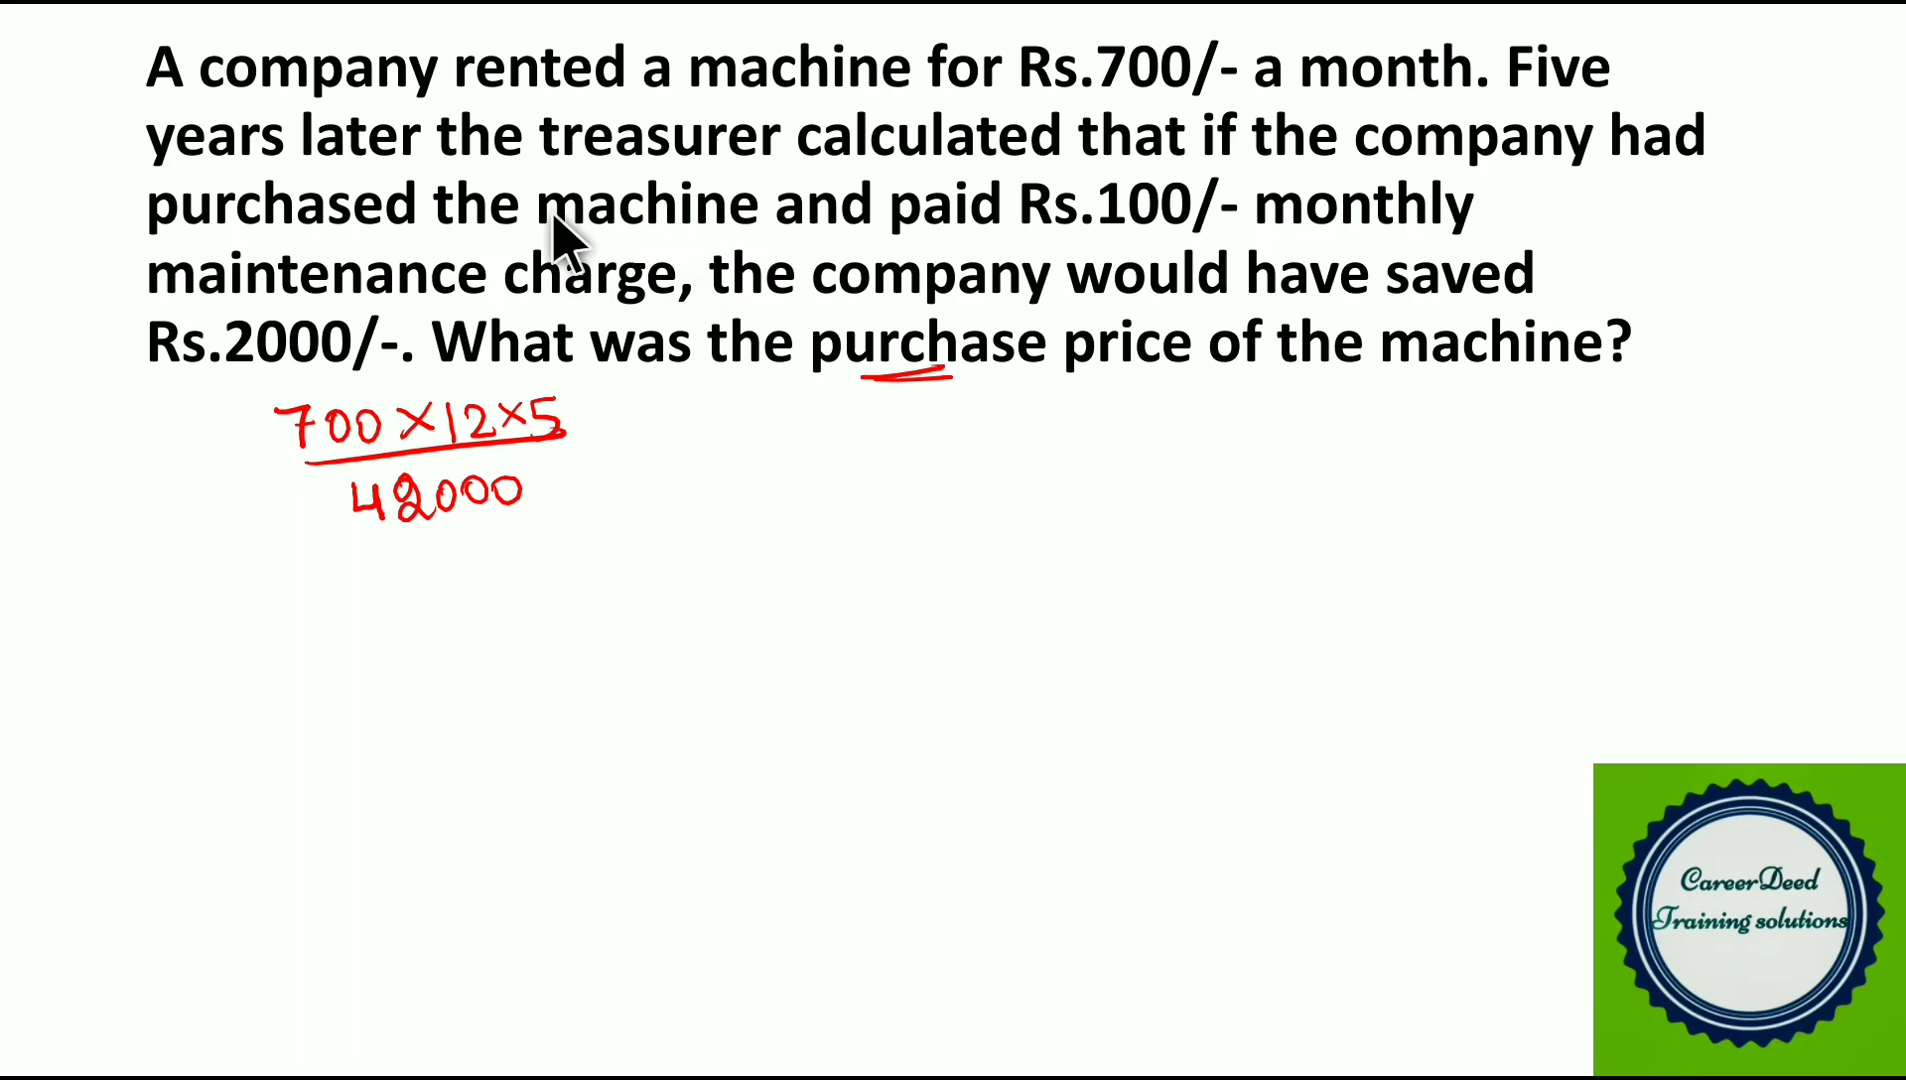 A company rented a machine for Rs.700/- a month. Five
years later the treasurer calculated that if the company had
purchased the machine and paid Rs.100/- monthly
maintenance charge, the company would have saved
Rs.2000/-. What was the purchase price of the machine?
700 × 12 × 5
42000
CareerDeed
Training solutions